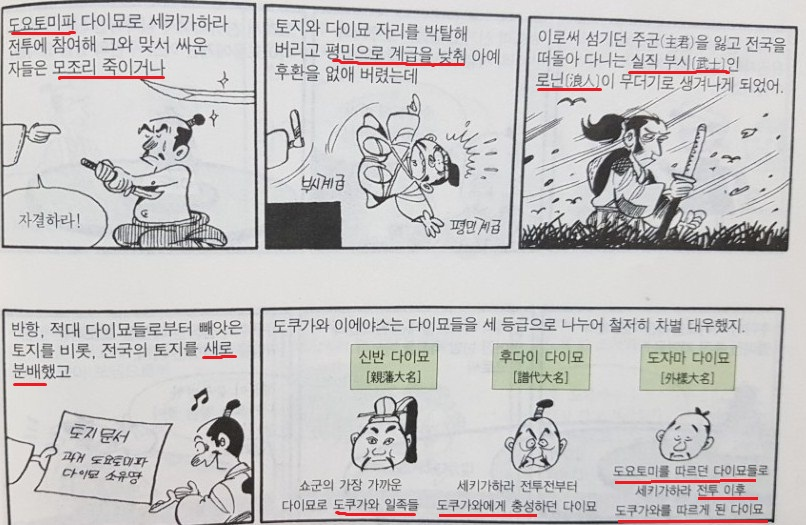 도요토미파 다이묘로 세키가하라
전투에 참여해 그와 맞서 싸운
자들은 모조리 죽이거나
자결하라!
토지와 다이묘 자리를 박탈해
버리고 평민으로 계급을 낮춰 아예
후환을 없애 버렸는데
부시계급
평민계급
이로써 섬기던 주군(主君)을 잃고 전국을
떠돌아 다니는 실직 부시(武士)인
로닌(浪人)이 무더기로 생겨나게 되었어.
반항, 적대 다이묘들로부터 빼앗은
토지를 비롯, 전국의 토지를 새로
분배했고
토지문서
과거 도요토미파
다이묘 소유땅
도쿠가와 이에야스는 다이묘들을 세 등급으로 나누어 철저히 차별 대우했지.
신반 다이묘
[親藩大名]
쇼군의 가장 가까운
다이묘로 도쿠가와 일족들
후다이 다이묘
[譜代大名]
세키가하라 전투전부터
도쿠가와에게 충성하던 다이묘
도자마 다이묘
[外樣大名]
도요토미를 따르던 다이묘들로
세키가하라 전투 이후
도쿠가와를 따르게 된 다이묘